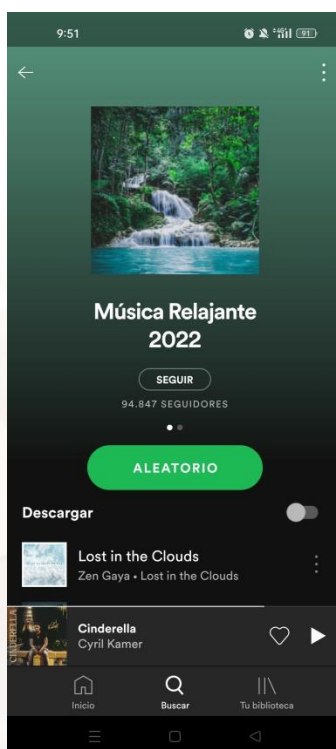 9:51
91
Música Relajante
2022
SEGUIR
94.847 SEGUIDORES
ALEATORIO
Descargar
Lost in the Clouds
Zen Gaya • Lost in the Clouds
CINDERELLA
Cinderella
Cyril Kamer
Inicio
Buscar
Tu biblioteca